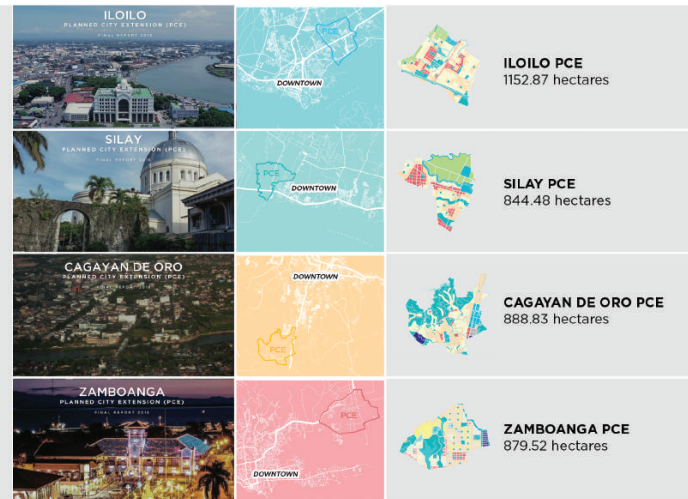 ILOILO
PLANNED CITY EXTENSION (PCE)
FINAL REPORT 2016
PCE
DOWNTOWN
ILOILO PCE
1152.87 hectares
SILAY
PLANNED CITY EXTENSION (PCE)
FINAL REPORT 2016
PCE
DOWNTOWN
SILAY PCE
844.48 hectares
CAGAYAN DE ORO
PLANNED CITY EXTENSION (PCE)
FINAL REPORT 2016
DOWNTOWN
PCE
CAGAYAN DE ORO PCE
888.83 hectares
ZAMBOANGA
PLANNED CITY EXTENSION (PCE)
FINAL REPORT 2016
PCE
DOWNTOWN
ZAMBOANGA PCE
879.52 hectares